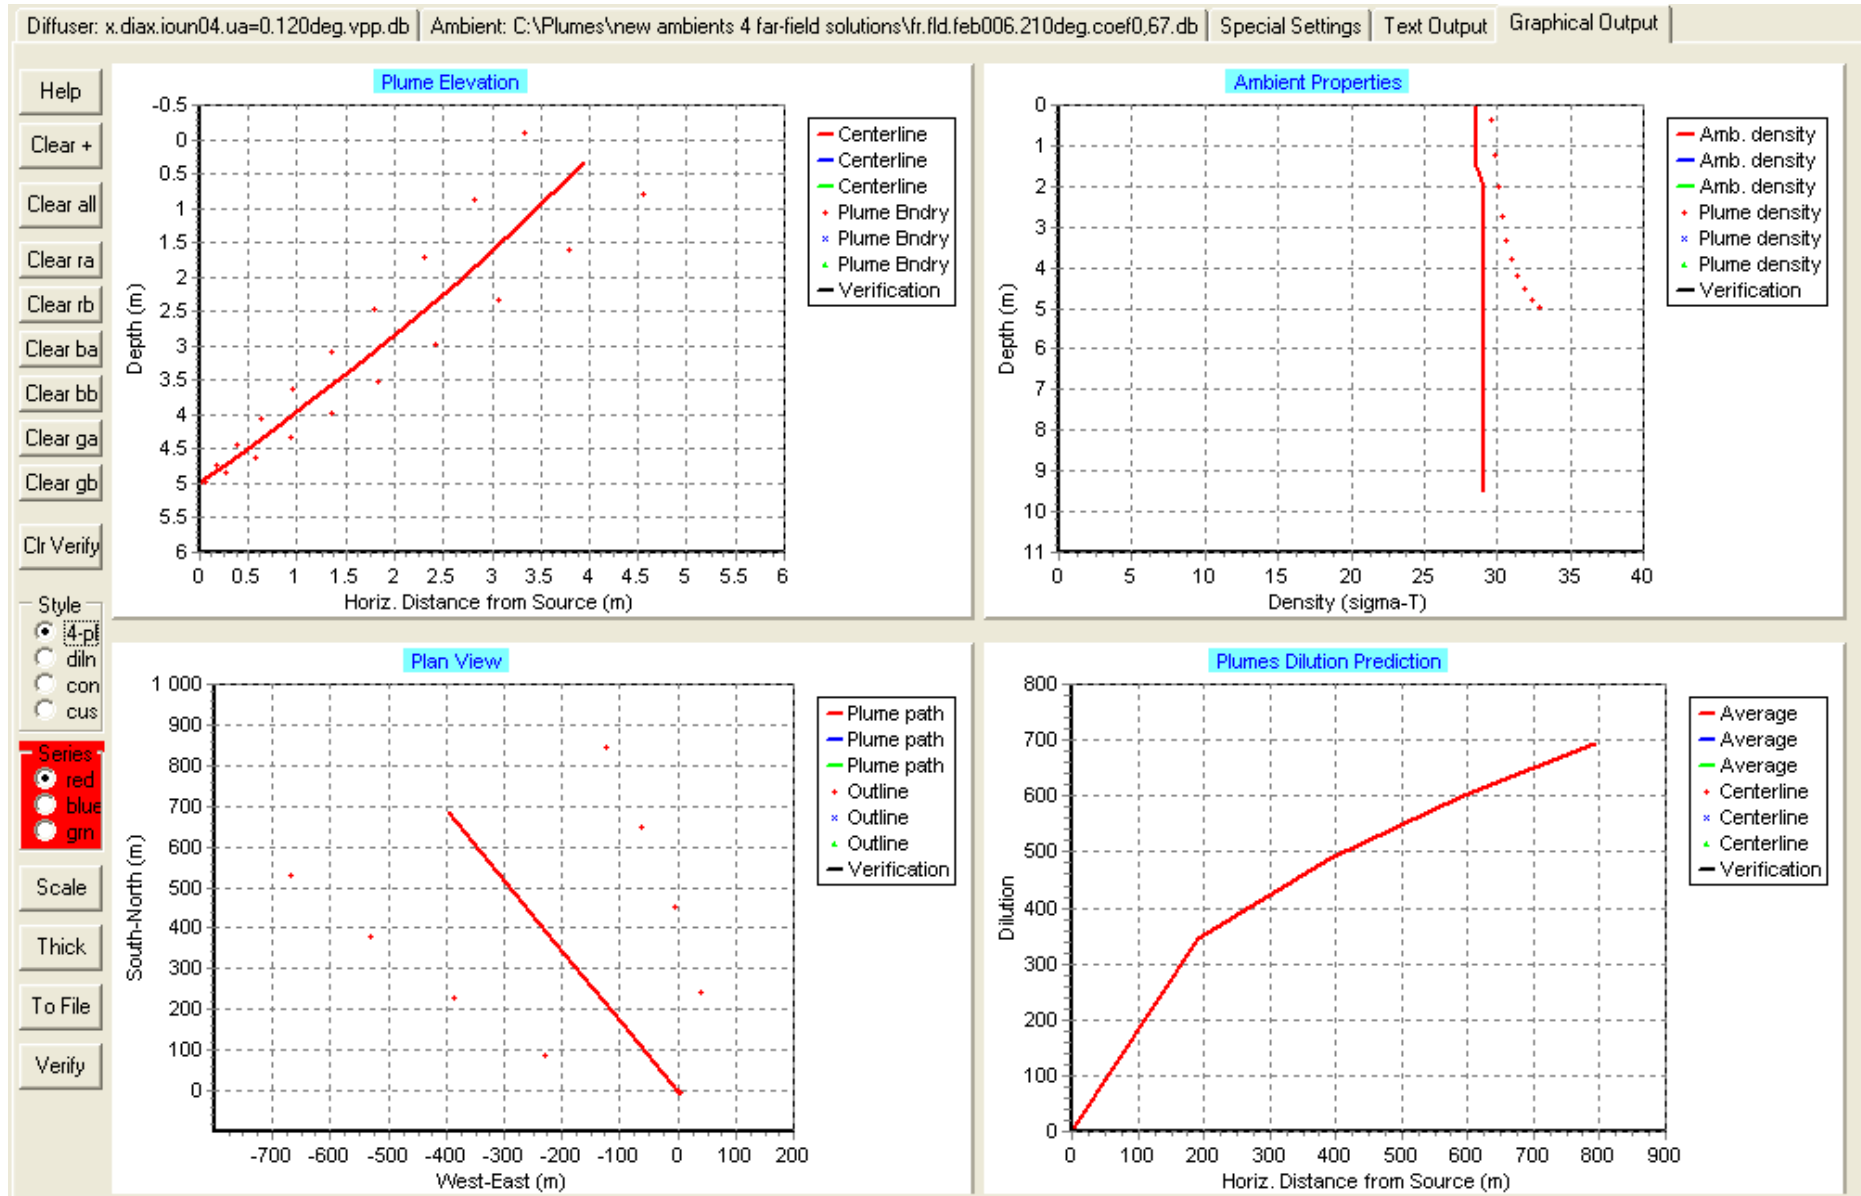 Diffuser: x.diax.ioun04.ua=0.120deg.vpp.db
Ambient: C:\Plumes\new ambients 4 far-field solutions\fr.fld.feb006.210deg.coef0,67.db
Special Settings
Text Output
Graphical Output
Help
Clear +
Clear all
Clear ra
Clear rb
Clear ba
Clear bb
Clear ga
Clear gb
Clr Verify
Style
4-pl
diln
con
cus
Series
red
blue
grn
Scale
Thick
To File
Verify
Plume Elevation
-0.5
0
0.5
1
1.5
2
2.5
3
3.5
4
4.5
5
5.5
6
Depth (m)
0 0.5 1 1.5 2 2.5 3 3.5 4 4.5 5 5.5 6
Horiz. Distance from Source (m)
Centerline
Centerline
Centerline
Plume Bndry
Plume Bndry
Plume Bndry
Verification
Ambient Properties
0
1
2
3
4
5
6
7
8
9
10
11
Depth (m)
0 5 10 15 20 25 30 35 40
Density (sigma-T)
Amb. density
Amb. density
Amb. density
Plume density
Plume density
Plume density
Verification
Plan View
1 000
900
800
700
600
500
400
300
200
100
0
South-North (m)
-700 -600 -500 -400 -300 -200 -100 0 100 200
West-East (m)
Plume path
Plume path
Plume path
Outline
Outline
Outline
Verification
Plumes Dilution Prediction
800
700
600
500
400
300
200
100
0
Dilution
0 100 200 300 400 500 600 700 800 900
Horiz. Distance from Source (m)
Average
Average
Average
Centerline
Centerline
Centerline
Verification